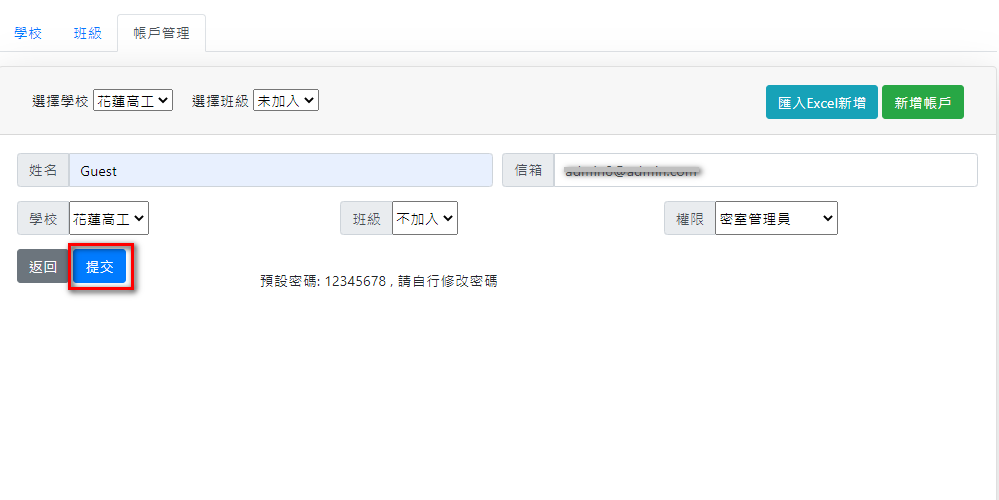 學校 班級 帳戶管理
選擇學校 花蓮高工 選擇班級 未加入 匯入Excel新增 新增帳戶
姓名 Guest 信箱
學校 花蓮高工 班級 不加入 權限 密室管理員
返回 提交
預設密碼: 12345678 , 請自行修改密碼